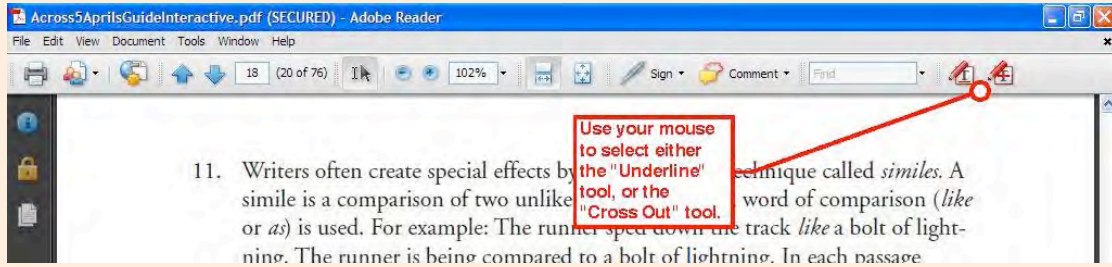 Across5AprilsGuideInteractive.pdf (SECURED) - Adobe Reader
File Edit View Document Tools Window Help
18 (20 of 76) 102% Sign Comment Find
Use your mouse
to select either
the "Underline"
tool, or the
"Cross Out" tool.
11. Writers often create special effects by technique called similes. A
simile is a comparison of two unlike word of comparison (like
or as) is used. For example: The runner sped down the track like a bolt of light-
ning. The runner is being compared to a bolt of lightning. In each passage